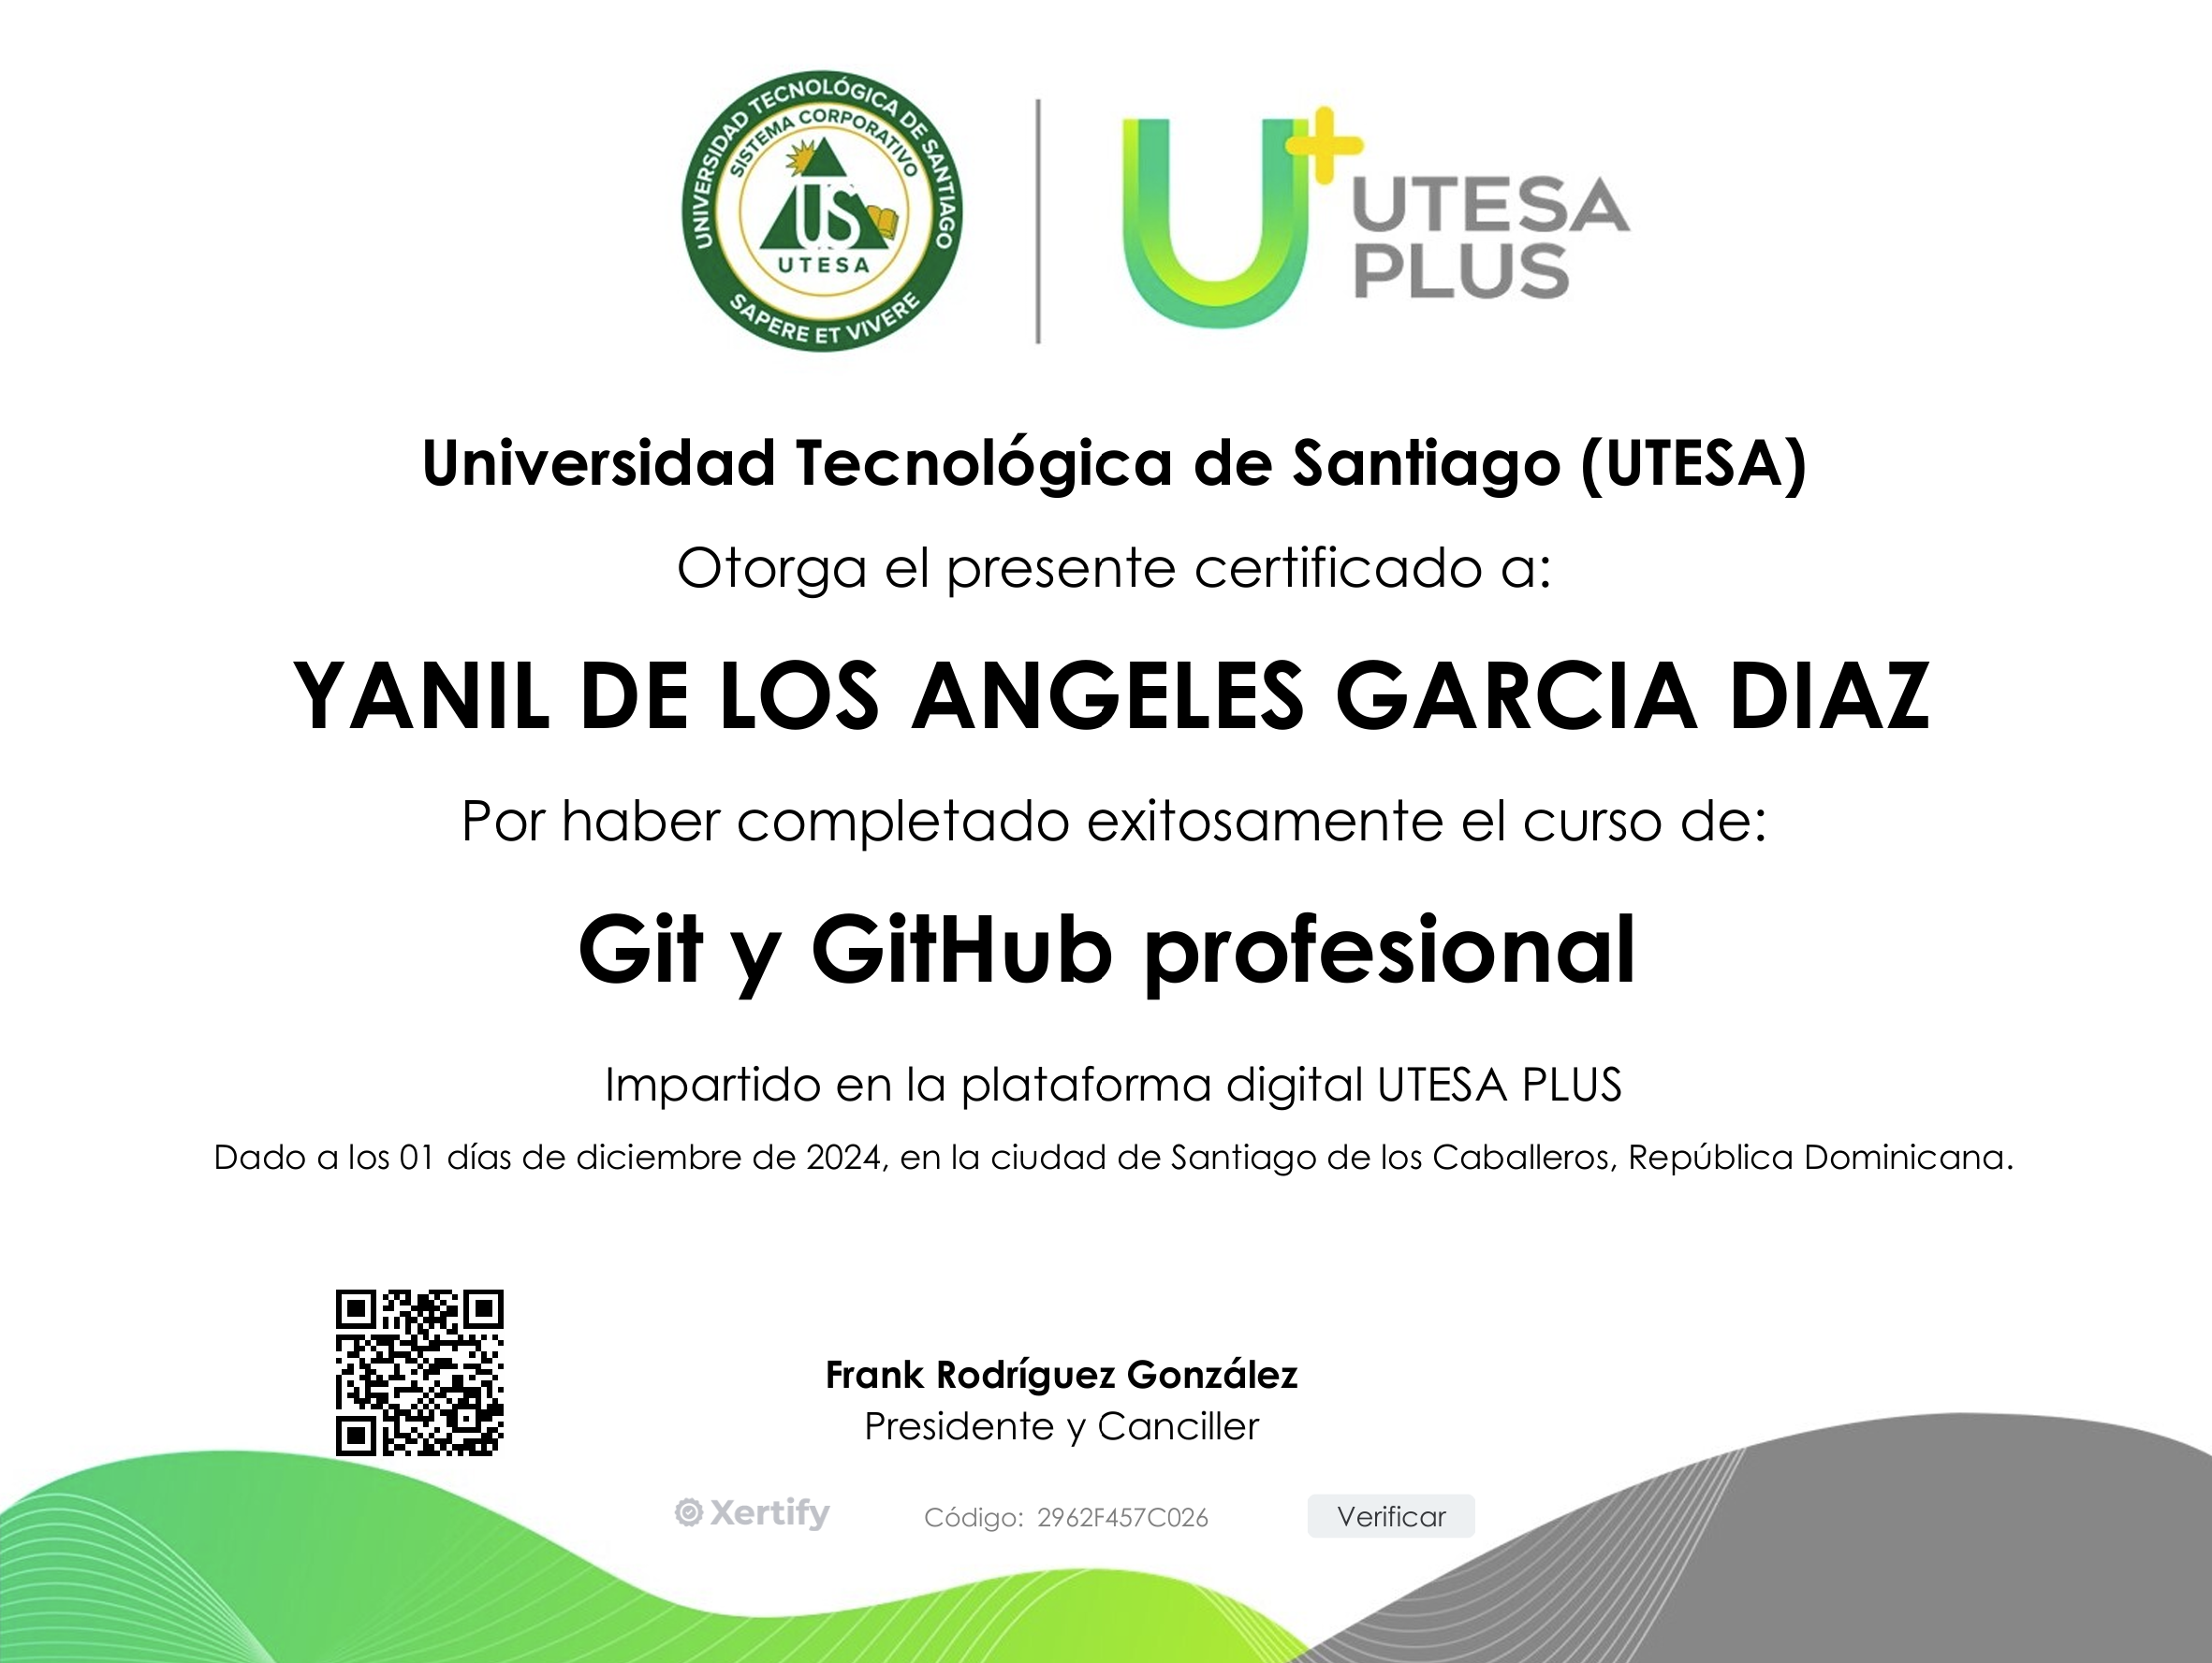 UNIVERSIDAD TECNOLÓGICA DE SANTIAGO
SISTEMA CORPORATIVO
US
UTESA
SAPERE ET VIVERE
U+
UTESA
PLUS
Universidad Tecnológica de Santiago (UTESA)
Otorga el presente certificado a:
YANIL DE LOS ANGELES GARCIA DIAZ
Por haber completado exitosamente el curso de:
Git y GitHub profesional
Impartido en la plataforma digital UTESA PLUS
Dado a los 01 días de diciembre de 2024, en la ciudad de Santiago de los Caballeros, República Dominicana.
Frank Rodríguez González
Presidente y Canciller
Xertify
Código: 2962F457C026
Verificar